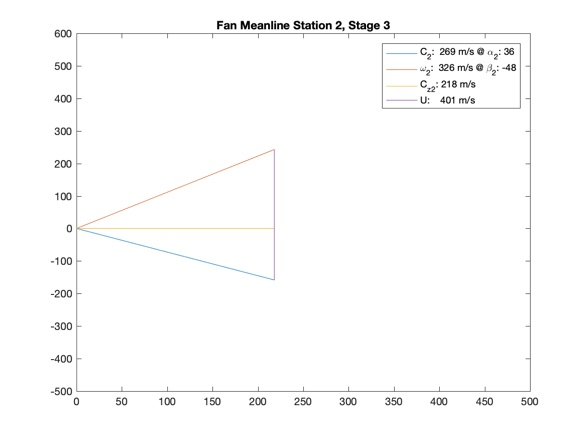 Fan Meanline Station 2, Stage 3
C2: 269 m/s @ α2: 36
ω2: 326 m/s @ β2: -48
Cz2: 218 m/s
U: 401 m/s
600
500
400
300
200
100
0
-100
-200
-300
-400
-500
0 50 100 150 200 250 300 350 400 450 500